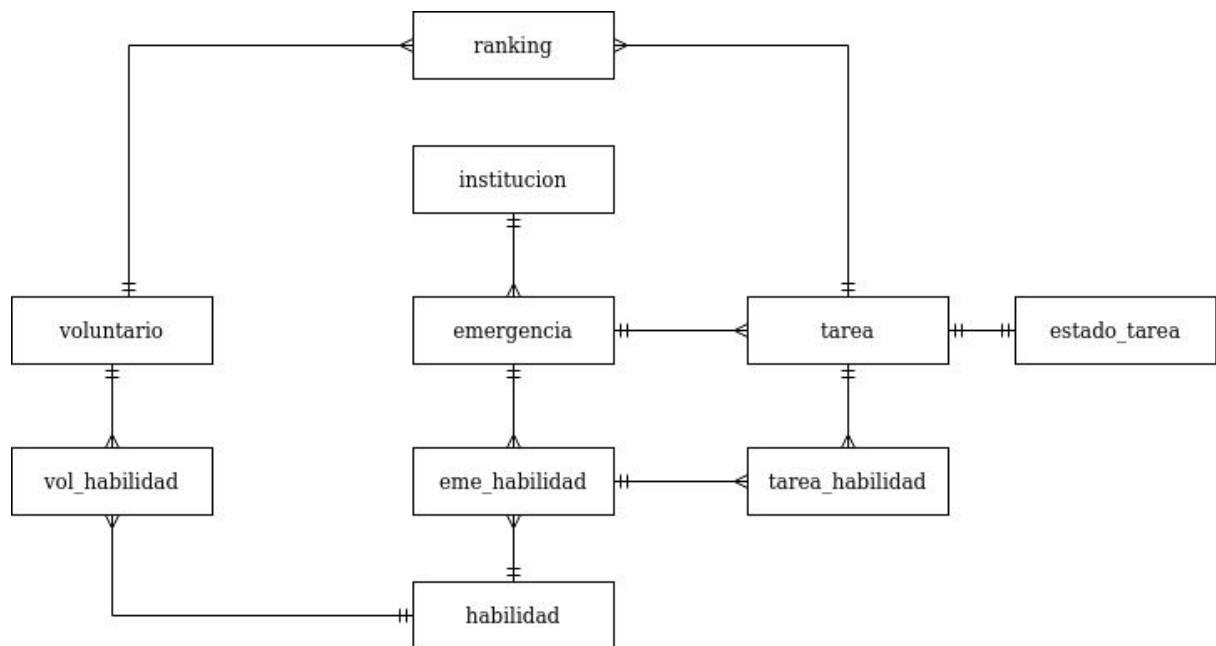 ranking
institucion
voluntario
emergencia
tarea
estado_tarea
vol_habilidad
eme_habilidad
tarea_habilidad
habilidad